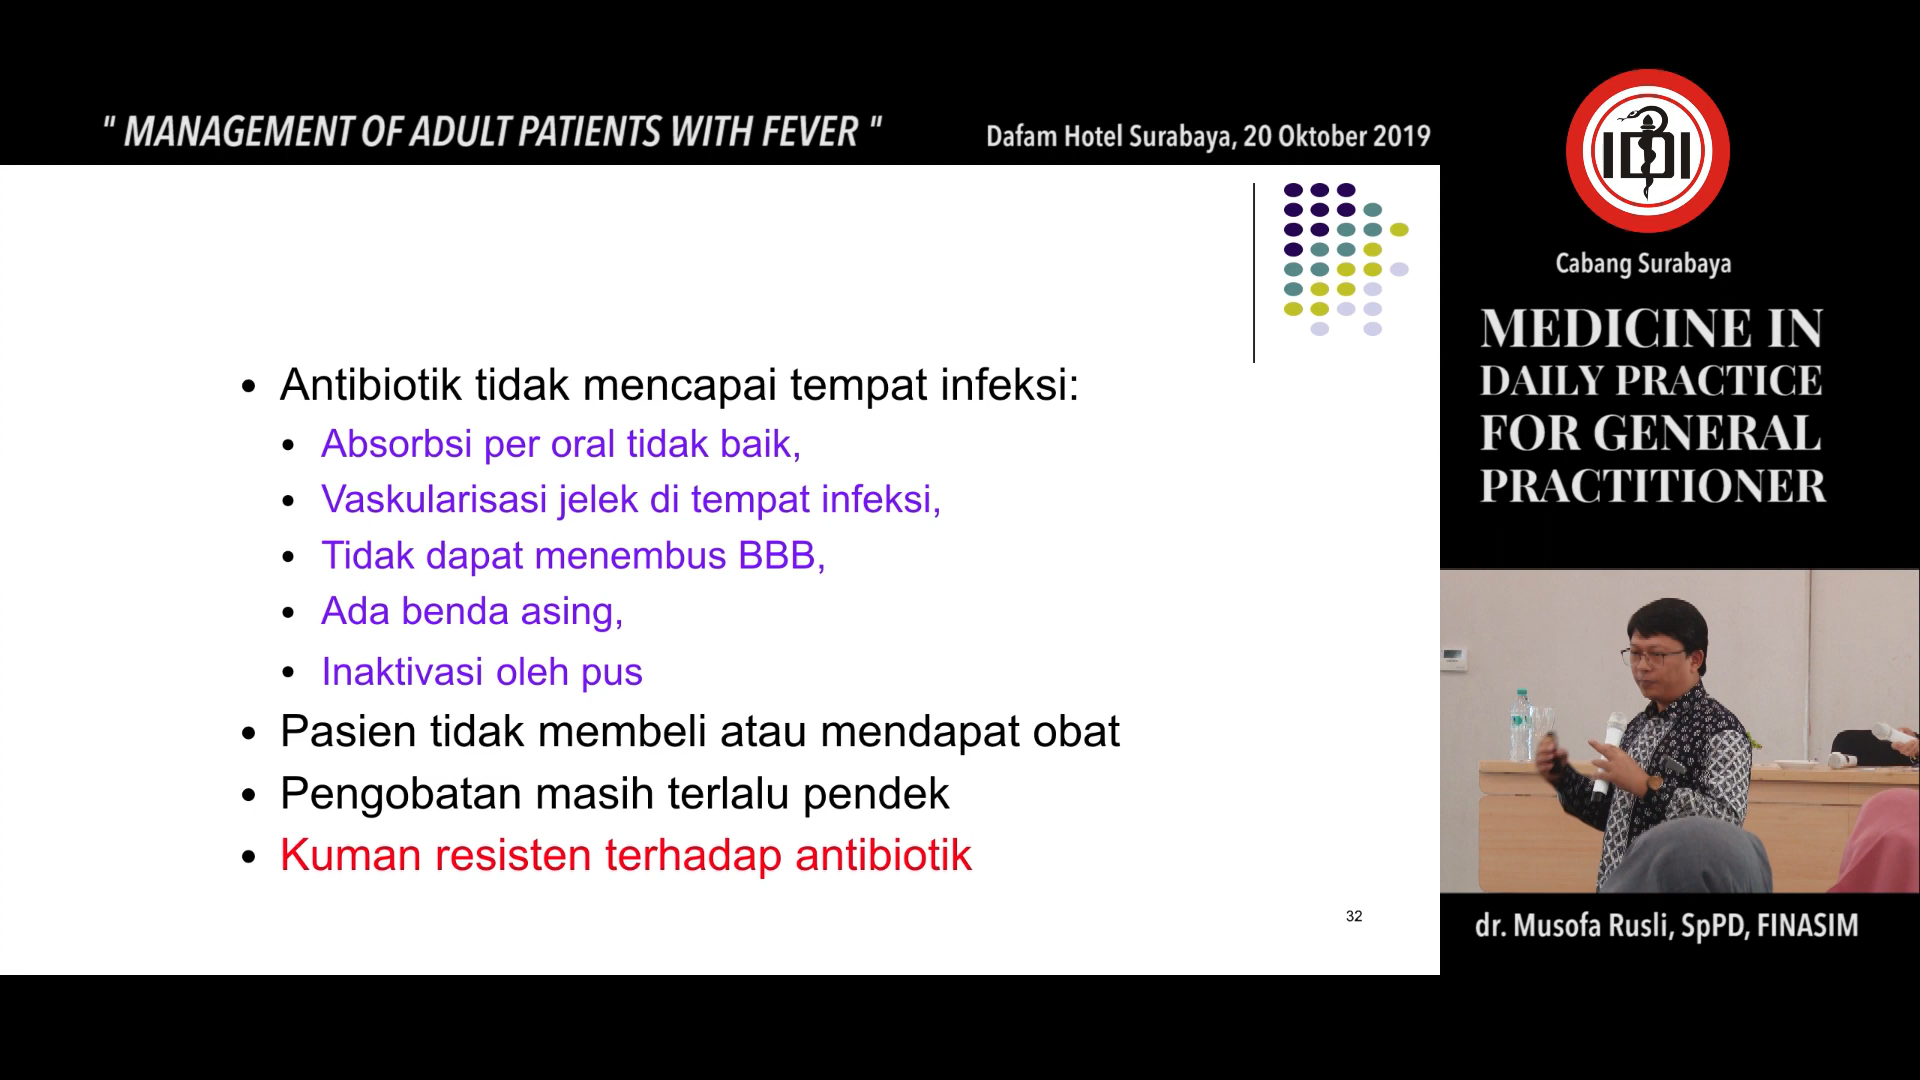 " MANAGEMENT OF ADULT PATIENTS WITH FEVER "
Dafam Hotel Surabaya, 20 Oktober 2019
IDI
Cabang Surabaya
MEDICINE IN
DAILY PRACTICE
FOR GENERAL
PRACTITIONER
• Antibiotik tidak mencapai tempat infeksi:
• Absorbsi per oral tidak baik,
• Vaskularisasi jelek di tempat infeksi,
• Tidak dapat menembus BBB,
• Ada benda asing,
• Inaktivasi oleh pus
• Pasien tidak membeli atau mendapat obat
• Pengobatan masih terlalu pendek
• Kuman resisten terhadap antibiotik
32
dr. Musofa Rusli, SpPD, FINASIM